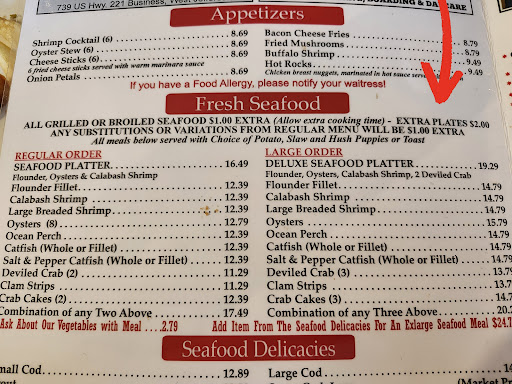 739 US Hwy. 221 Business, West
BOARDING & DAYCARE
Appetizers
Shrimp Cocktail (6) 8.69
Oyster Stew (6) 8.69
Cheese Sticks (6) 8.69
6 fried cheese sticks served with warm marinara sauce
Onion Petals 8.69
Bacon Cheese Fries
Fried Mushrooms 8.79
Buffalo Shrimp 8.79
Hot Rocks 9.49
Chicken breast nuggets, marinated in hot sauce 9.49
If you have a Food Allergy, please notify your waitress!
Fresh Seafood
ALL GRILLED OR BROILED SEAFOOD $1.00 EXTRA (Allow extra cooking time) - EXTRA PLATES $2.00
ANY SUBSTITUTIONS OR VARIATIONS FROM REGULAR MENU WILL BE $1.00 EXTRA
All meals below served with Choice of Potato, Slaw and Hush Puppies or Toast
REGULAR ORDER
SEAFOOD PLATTER 16.49
Flounder, Oysters & Calabash Shrimp
Flounder Fillet 12.39
Calabash Shrimp 12.39
Large Breaded Shrimp 12.39
Oysters (8) 12.79
Ocean Perch 12.39
Catfish (Whole or Fillet) 12.39
Salt & Pepper Catfish (Whole or Fillet) 12.39
Deviled Crab (2) 11.29
Clam Strips 11.29
Crab Cakes (2) 12.39
Combination of any Two Above 17.49
Ask About Our Vegetables with Meal ....2.79
LARGE ORDER
DELUXE SEAFOOD PLATTER 19.29
Flounder, Oysters, Calabash Shrimp, 2 Deviled Crab
Flounder Fillet 14.79
Calabash Shrimp 14.79
Large Breaded Shrimp 14.79
Oysters 15.79
Ocean Perch 14.79
Catfish (Whole or Fillet) 14.79
Salt & Pepper Catfish (Whole or Fillet) 14.79
Deviled Crab (3)
Clam Strips
Crab Cakes (3)
Combination of any Three Above
Add Item From The Seafood Delicacies For An Exlarge Seafood Meal
Seafood Delicacies
Small Cod 12.89
Large Cod
(Market